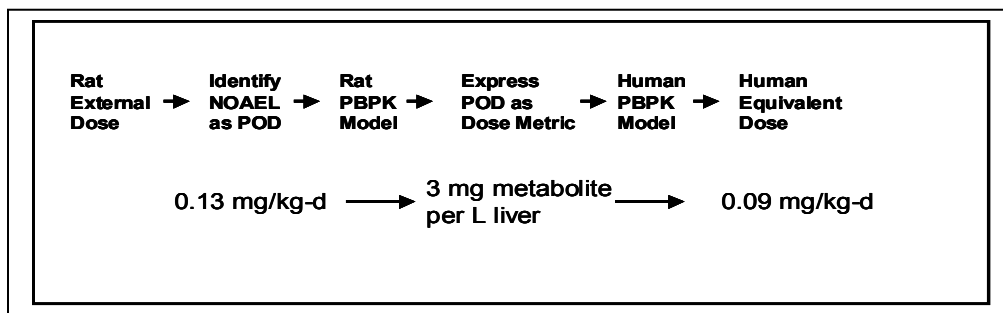 Rat External Dose
Identify NOAEL as POD
Rat PBPK Model
Express POD as Dose Metric
Human PBPK Model
Human Equivalent Dose
0.13 mg/kg-d
3 mg metabolite
per L liver
0.09 mg/kg-d